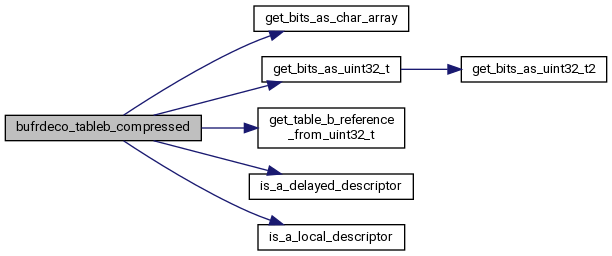 get_bits_as_char_array
get_bits_as_uint32_t
get_bits_as_uint32_t2
bufrdeco_tableb_compressed
get_table_b_reference
_from_uint32_t
is_a_delayed_descriptor
is_a_local_descriptor